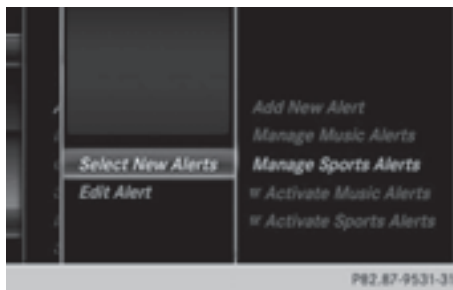 Select New Alerts
Edit Alert
Add New Alert
Manage Music Alerts
Manage Sports Alerts
Activate Music Alerts
Activate Sports Alerts
P82.87-9531-31